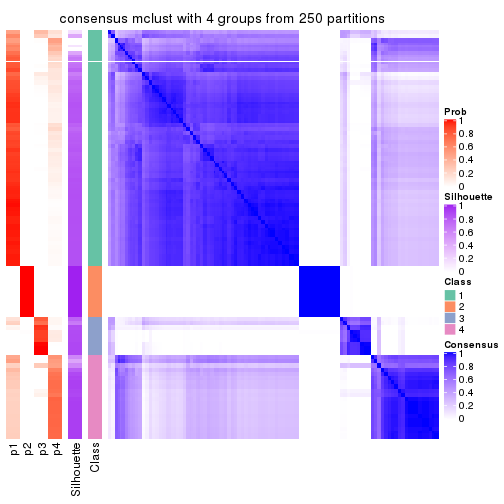 consensus mclust with 4 groups from 250 partitions
Prob
1
0.8
0.6
0.4
0.2
0
Silhouette
1
0.8
0.6
0.4
0.2
0
Class
1
2
3
4
Consensus
1
0.8
0.6
0.4
0.2
0
p1
p2
p3
p4
Silhouette
Class